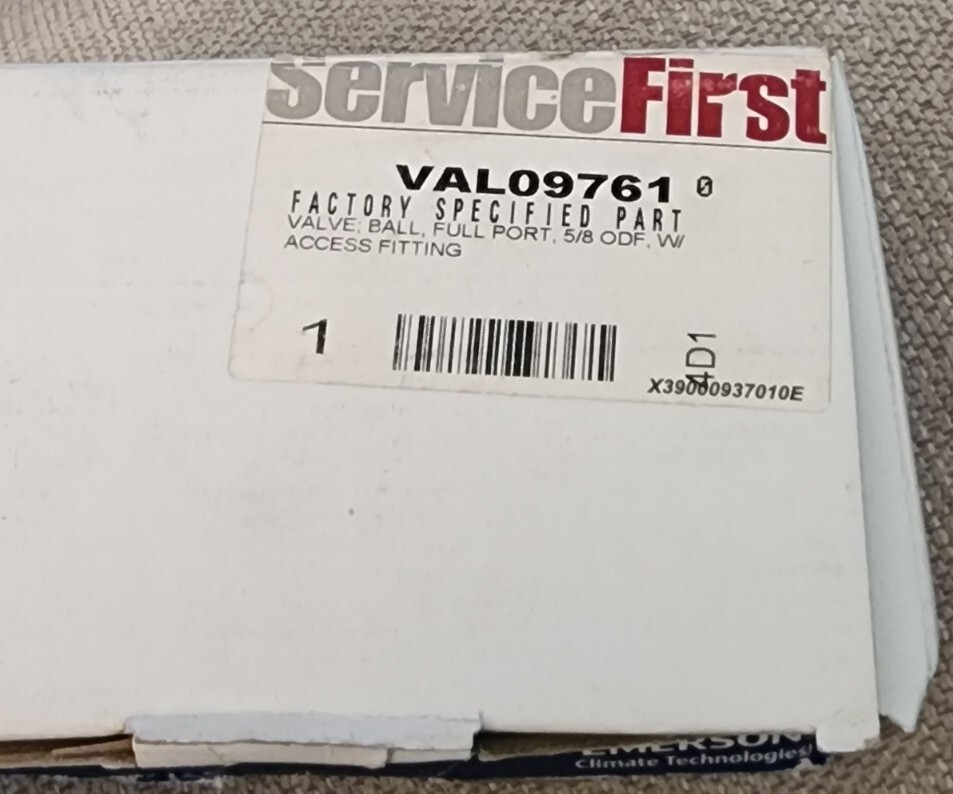 ServiceFirst
VAL09761 0
FACTORY SPECIFIED PART
VALVE; BALL, FULL PORT, 5/8 ODF, W/
ACCESS FITTING
1
4D1
X39000937010E
EMERSON
Climate Technologies